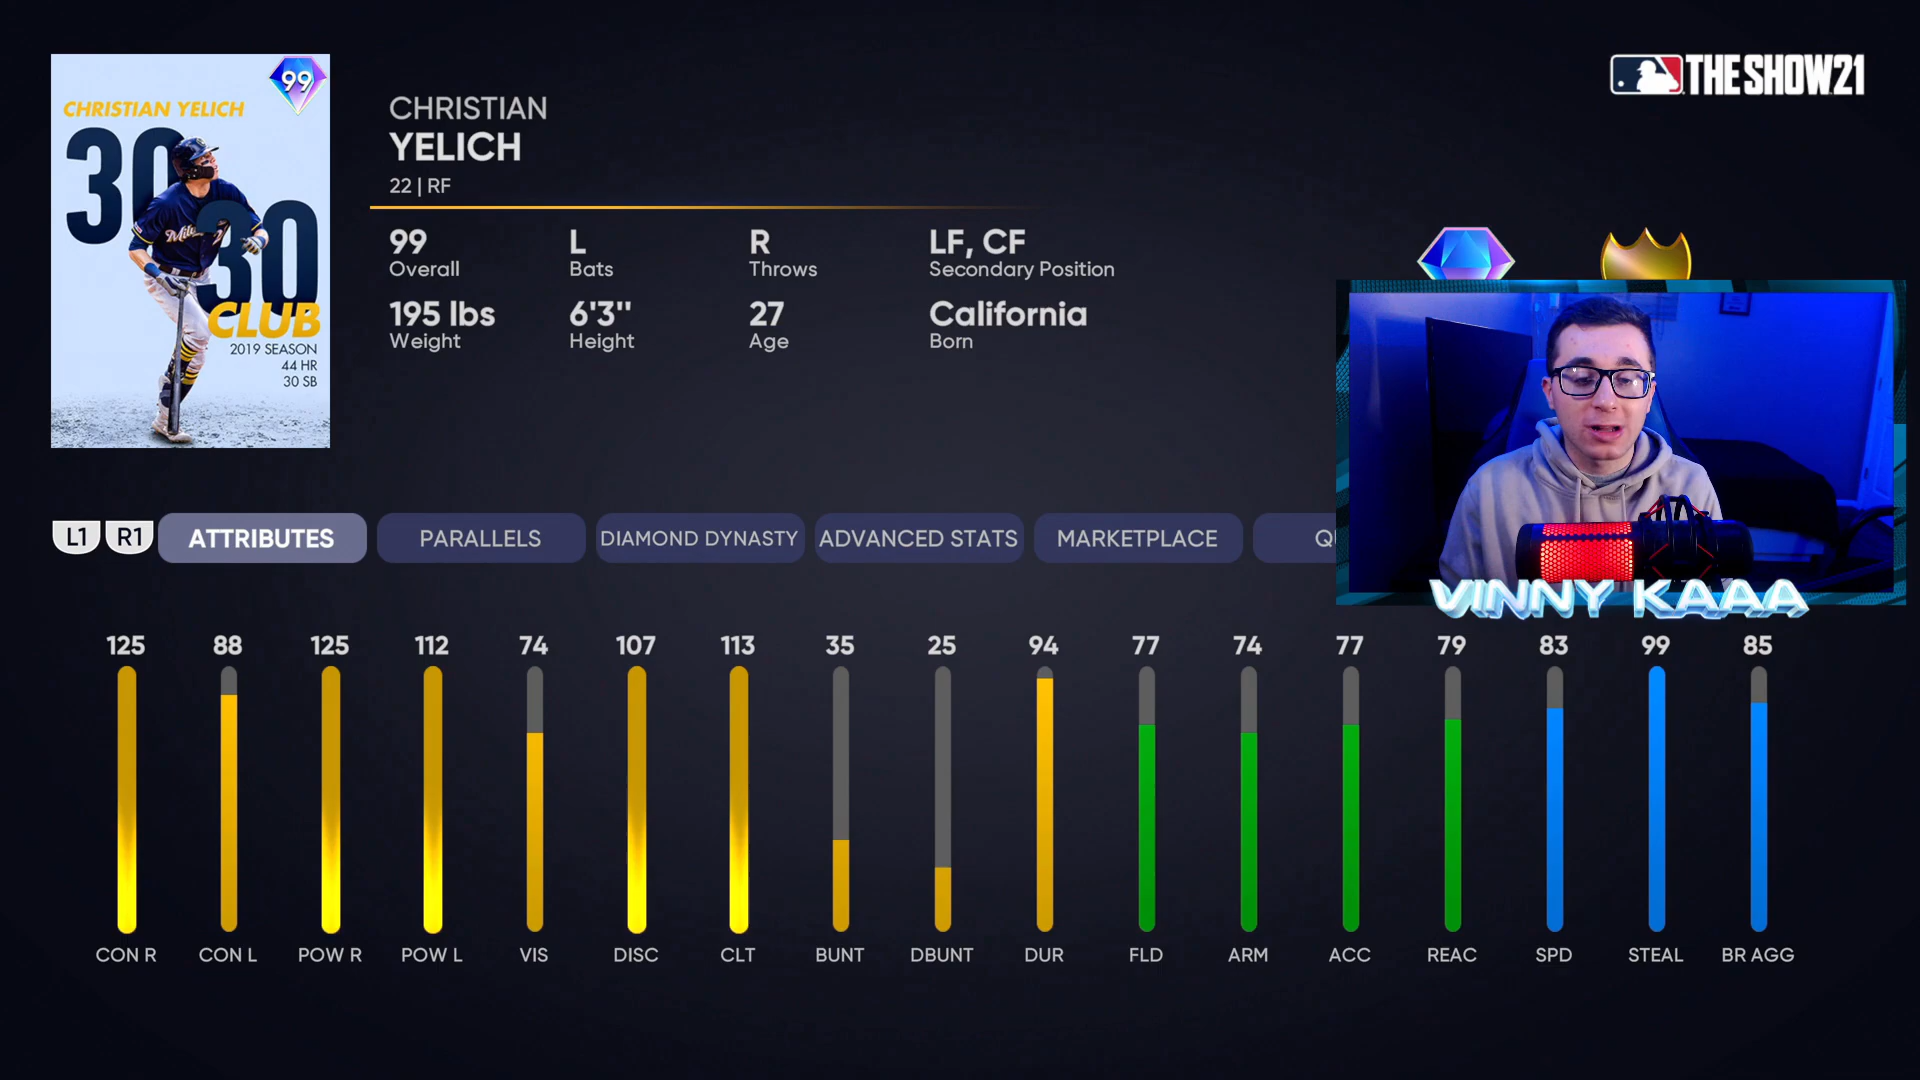 99
CHRISTIAN YELICH
30
30
CLUB
2019 SEASON
44 HR
30 SB
CHRISTIAN
YELICH
22 | RF
99
Overall
L
Bats
R
Throws
LF, CF
Secondary Position
195 lbs
Weight
6'3"
Height
27
Age
California
Born
THE SHOW 21
L1 R1 ATTRIBUTES PARALLELS DIAMOND DYNASTY ADVANCED STATS MARKETPLACE
VINNY KAAA
125 88 125 112 74 107 113 35 25 94 77 74 77 79 83 99 85
CON R CON L POW R POW L VIS DISC CLT BUNT DBUNT DUR FLD ARM ACC REAC SPD STEAL BR AGG